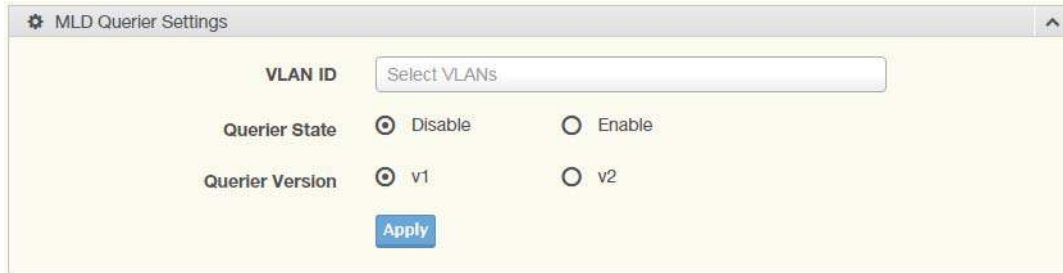 MLD Querier Settings
VLAN ID Select VLANs
Querier State Disable Enable
Querier Version v1 v2
Apply